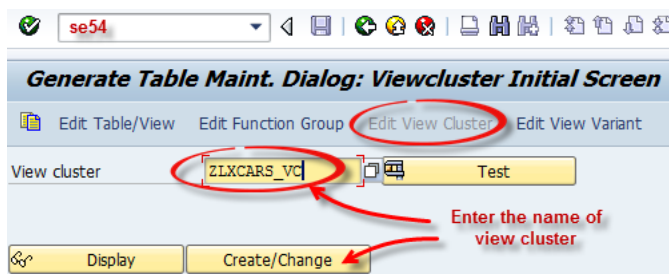 se54
Generate Table Maint. Dialog: Viewcluster Initial Screen
Edit Table/View Edit Function Group Edit View Cluster Edit View Variant
View cluster ZLXCARS_VC Test
Enter the name of
view cluster
Display Create/Change